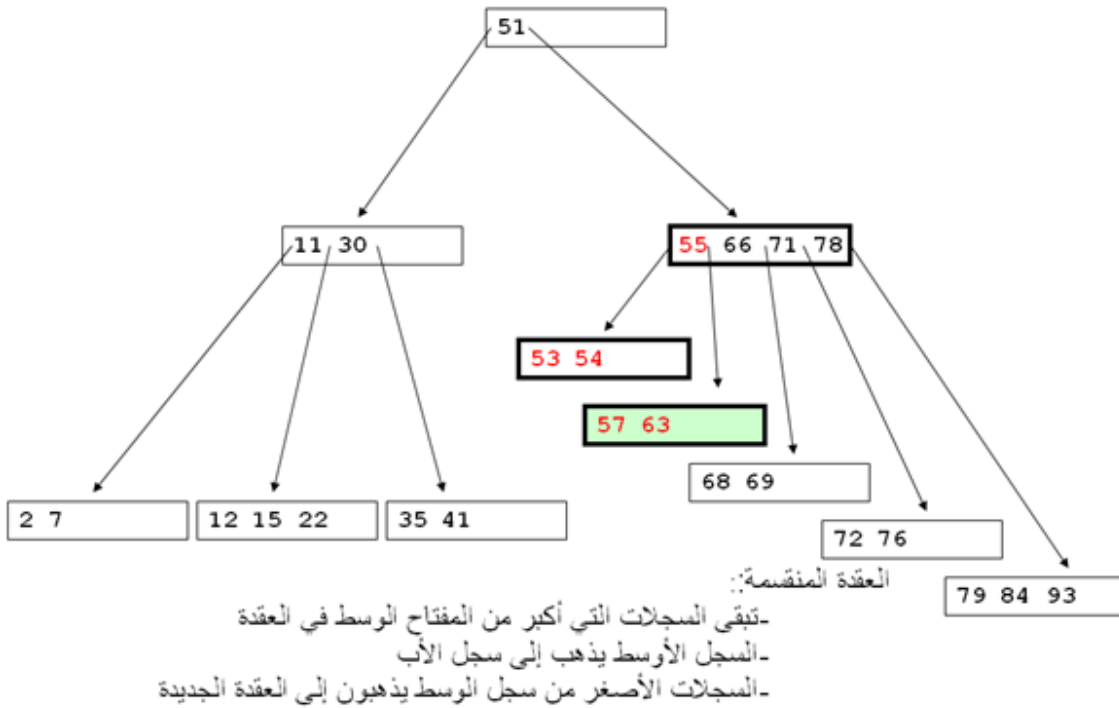 51
11 30
55 66 71 78
53 54
57 63
68 69
2 7
12 15 22
35 41
72 76
79 84 93
العقدة المنقسمة::
-تبقى السجلات التي أكبر من المفتاح الوسط في العقدة
-السجل الأوسط يذهب إلى سجل الأب
-السجلات الأصغر من سجل الوسط يذهبون إلى العقدة الجديدة